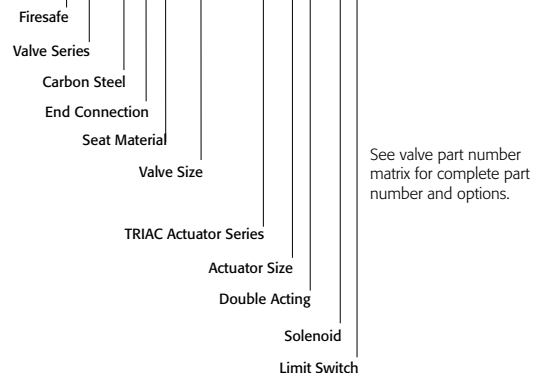 Firesafe
Valve Series
Carbon Steel
End Connection
Seat Material
Valve Size
See valve part number
matrix for complete part
number and options.
TRIAC Actuator Series
Actuator Size
Double Acting
Solenoid
Limit Switch